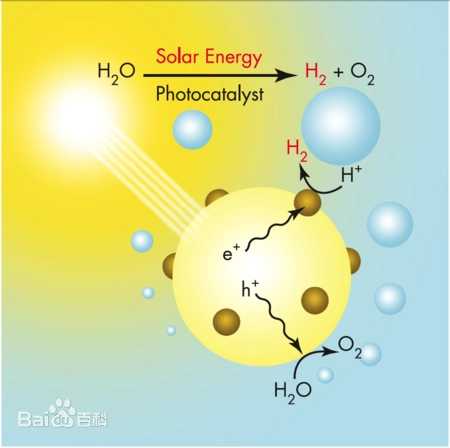 Solar Energy
H₂O → H₂ + O₂
Photocatalyst
H₂
H⁺
e⁺
h⁺
O₂
H₂O
Bai百科